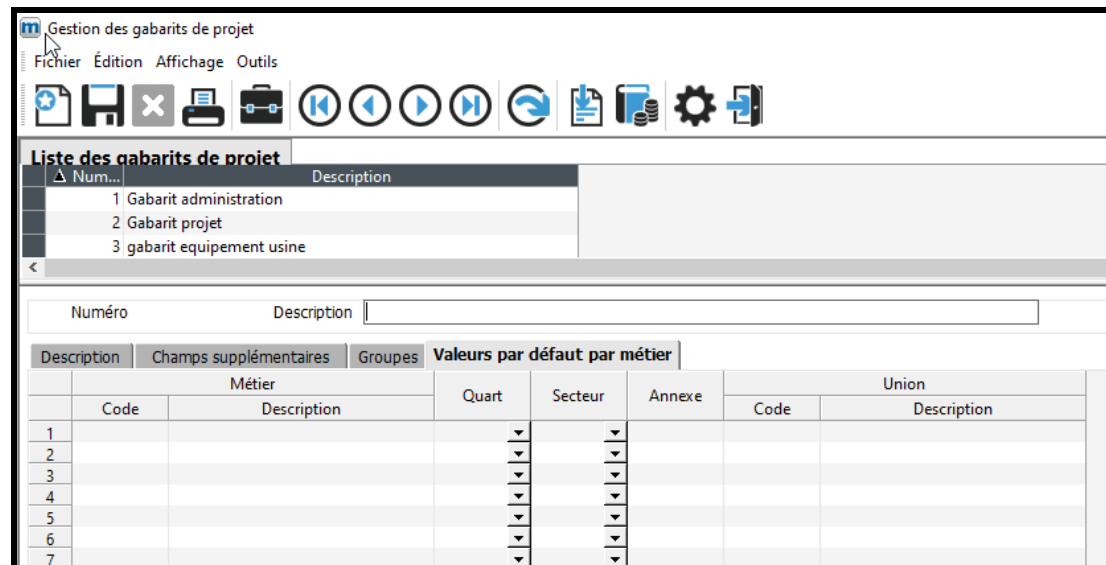 m Gestion des gabarits de projet
Fichier Édition Affichage Outils
Liste des gabarits de projet
Num... Description
1 Gabarit administration
2 Gabarit projet
3 gabarit equipement usine
Numéro Description
Description Champs supplémentaires Groupes Valeurs par défaut par métier
Métier Quart Secteur Annexe Union
Code Description Code Description
1
2
3
4
5
6
7